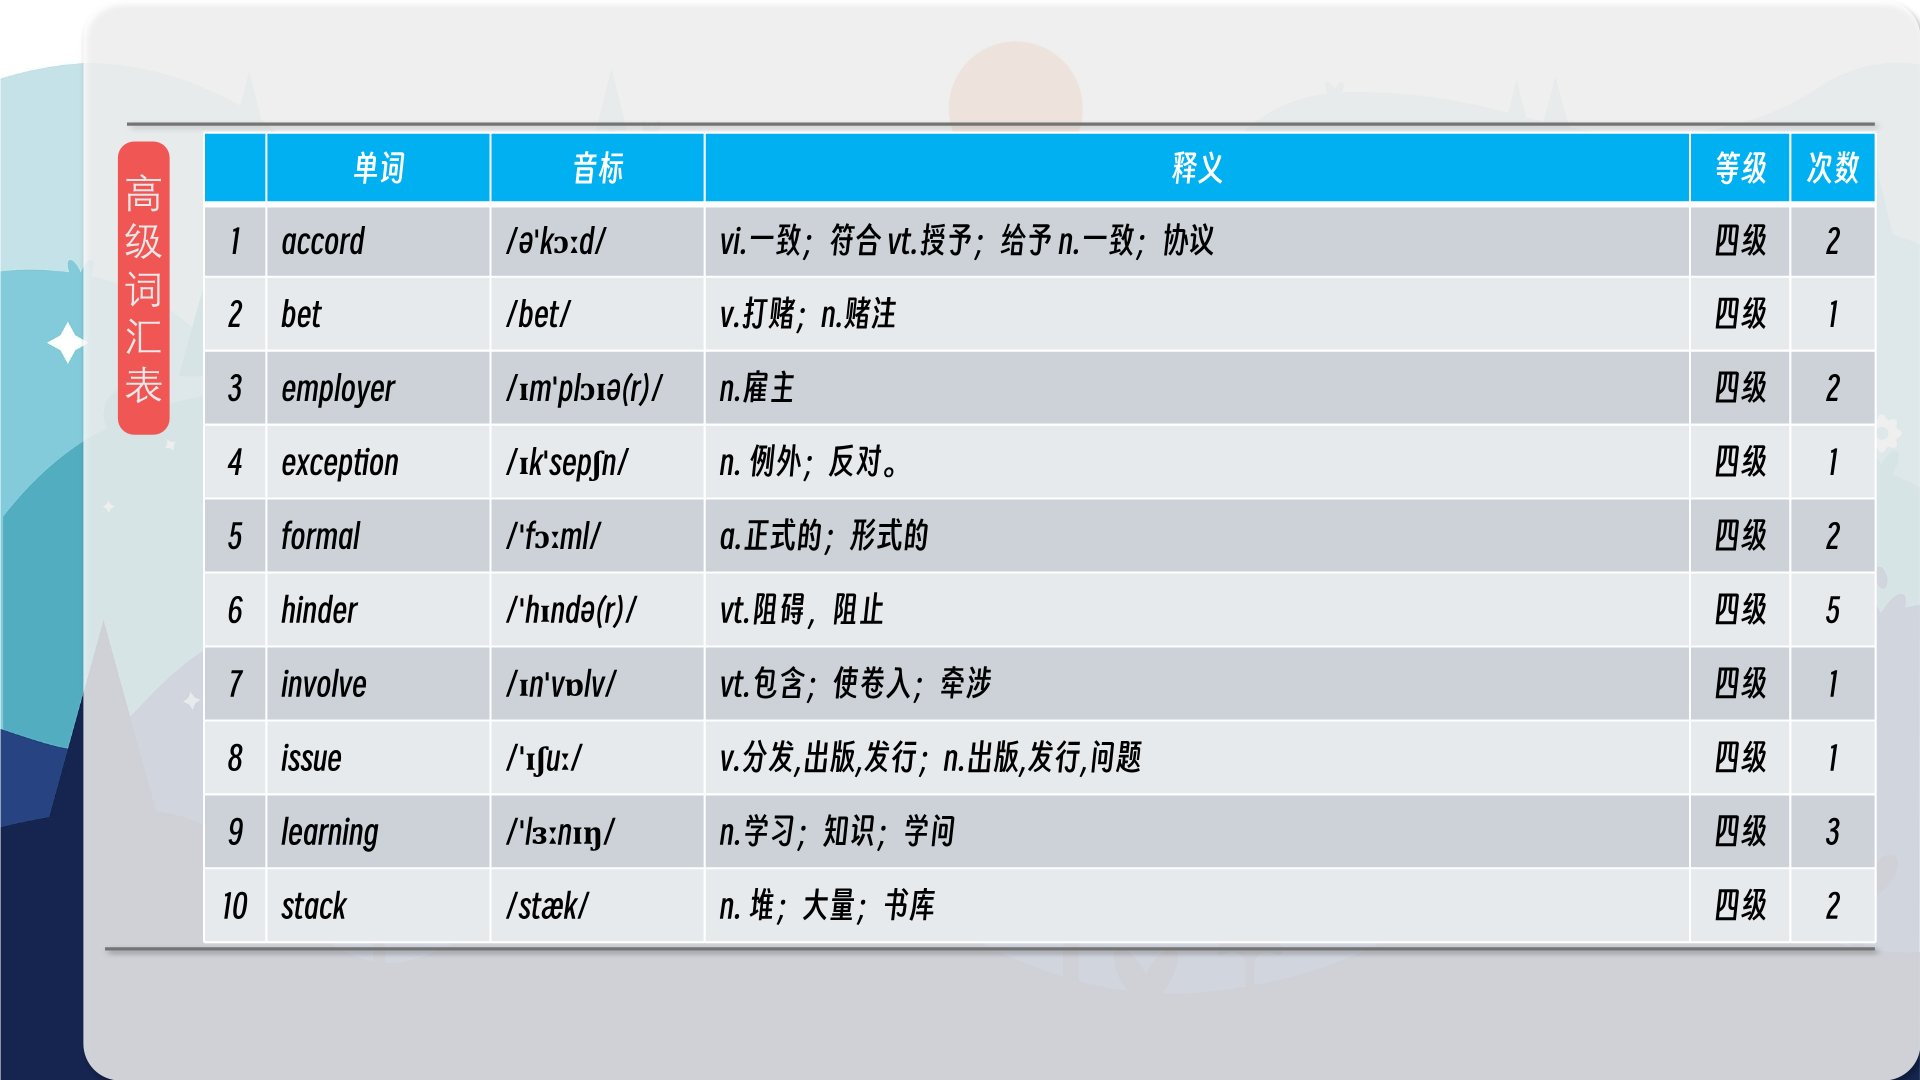 高级词汇表
单词 音标 释义 等级 次数
1 accord /ə'kɔːd/ vi.一致；符合 vt.授予；给予 n.一致；协议 四级 2
2 bet /bet/ v.打赌；n.赌注 四级 1
3 employer /ɪm'plɔɪə(r)/ n.雇主 四级 2
4 exception /ɪk'sepʃn/ n. 例外；反对。 四级 1
5 formal /'fɔːml/ a.正式的；形式的 四级 2
6 hinder /'hɪndə(r)/ vt.阻碍，阻止 四级 5
7 involve /ɪn'vɒlv/ vt.包含；使卷入；牵涉 四级 1
8 issue /'ɪʃuː/ v.分发,出版,发行；n.出版,发行,问题 四级 1
9 learning /'lɜːnɪŋ/ n.学习；知识；学问 四级 3
10 stack /stæk/ n. 堆；大量；书库 四级 2